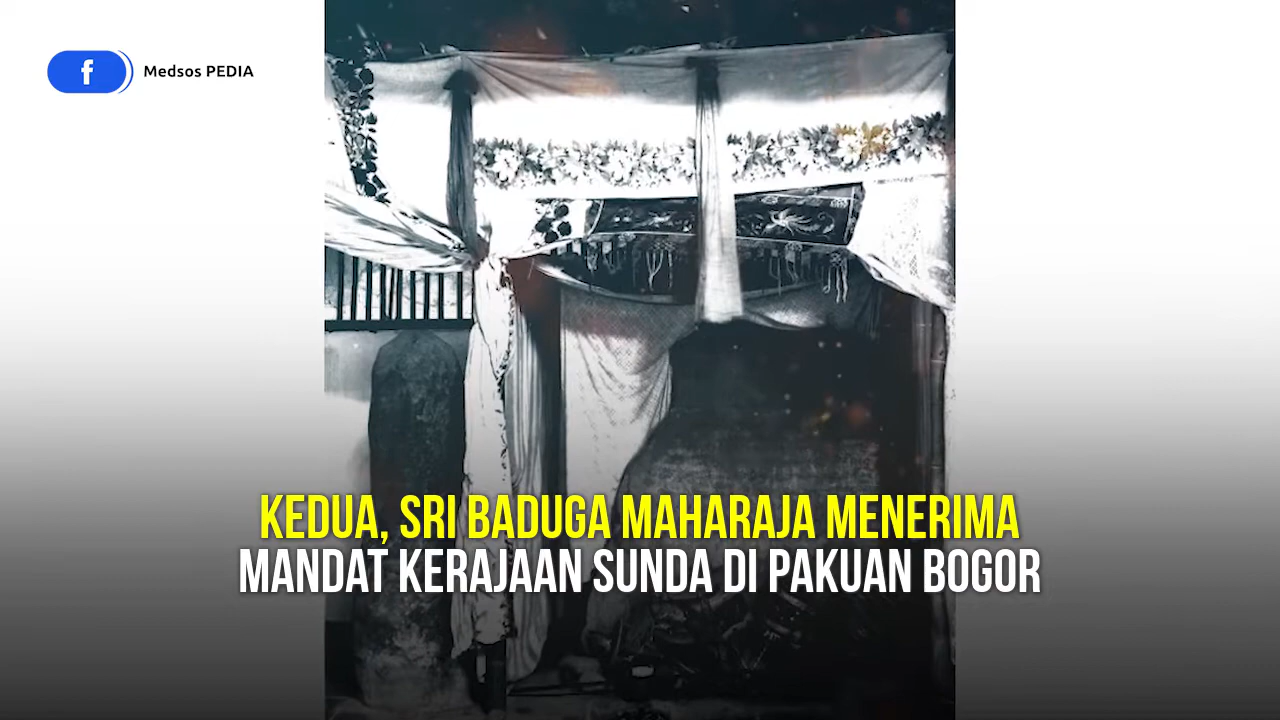 Medsos PEDIA
KEDUA, SRI BADUGA MAHARAJA MENERIMA
MANDAT KERAJAAN SUNDA DI PAKUAN BOGOR